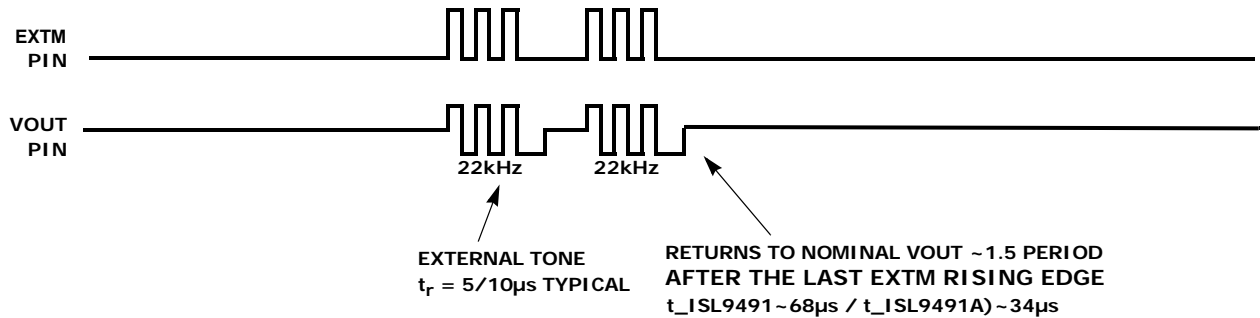 EXTM
PIN
VOUT
PIN
22kHz
22kHz
EXTERNAL TONE
tr = 5/10µs TYPICAL
RETURNS TO NOMINAL VOUT ~1.5 PERIOD
AFTER THE LAST EXTM RISING EDGE
t_ISL9491~68µs / t_ISL9491A)~34µs